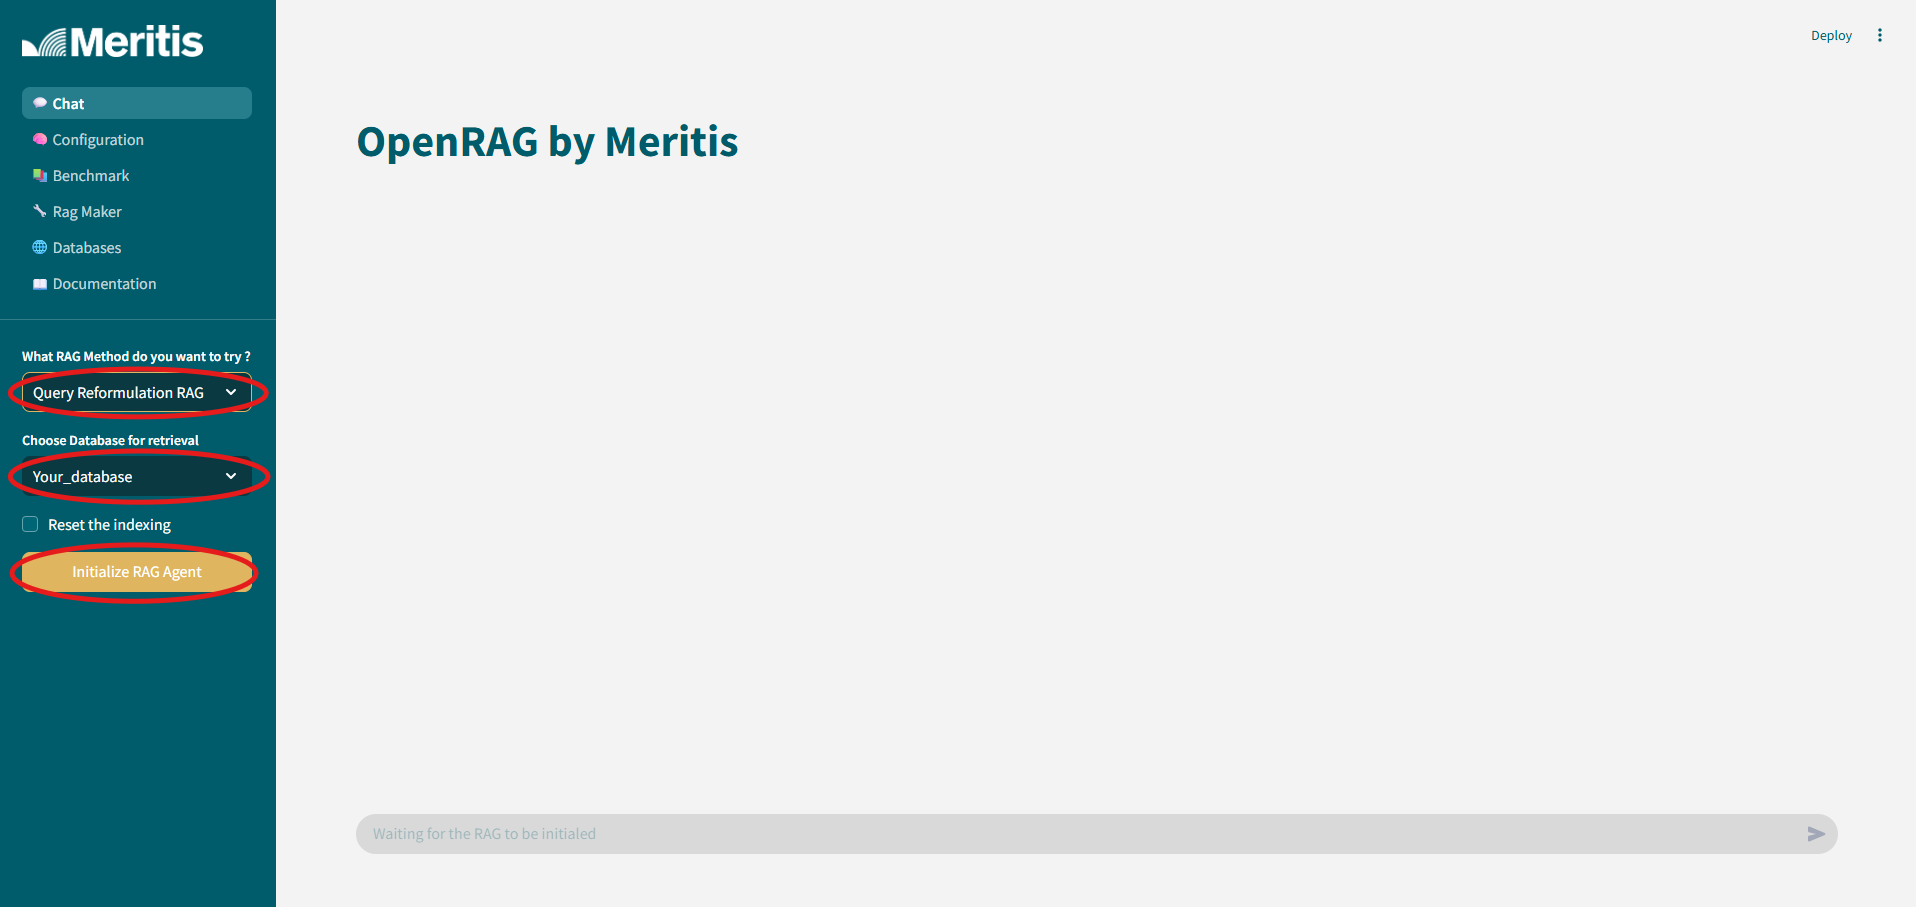 Meritis
Chat
Configuration
Benchmark
Rag Maker
Databases
Documentation
What RAG Method do you want to try ?
Query Reformulation RAG
Choose Database for retrieval
Your_database
Reset the indexing
Initialize RAG Agent
Deploy
OpenRAG by Meritis
Waiting for the RAG to be initialed